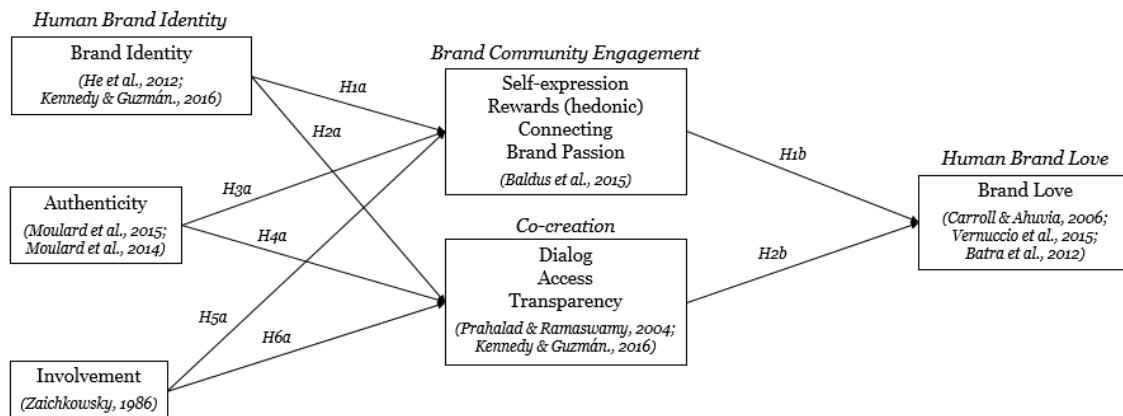 Human Brand Identity
Brand Identity
(He et al., 2012;
Kennedy & Guzmán., 2016)
Authenticity
(Moulard et al., 2015;
Moulard et al., 2014)
Involvement
(Zaichkowsky, 1986)
H1a
H2a
H3a
H4a
H5a
H6a
Brand Community Engagement
Self-expression
Rewards (hedonic)
Connecting
Brand Passion
(Baldus et al., 2015)
Co-creation
Dialog
Access
Transparency
(Prahalad & Ramaswamy, 2004;
Kennedy & Guzmán., 2016)
H1b
H2b
Human Brand Love
Brand Love
(Carroll & Ahuvia, 2006;
Vernuccio et al., 2015;
Batra et al., 2012)